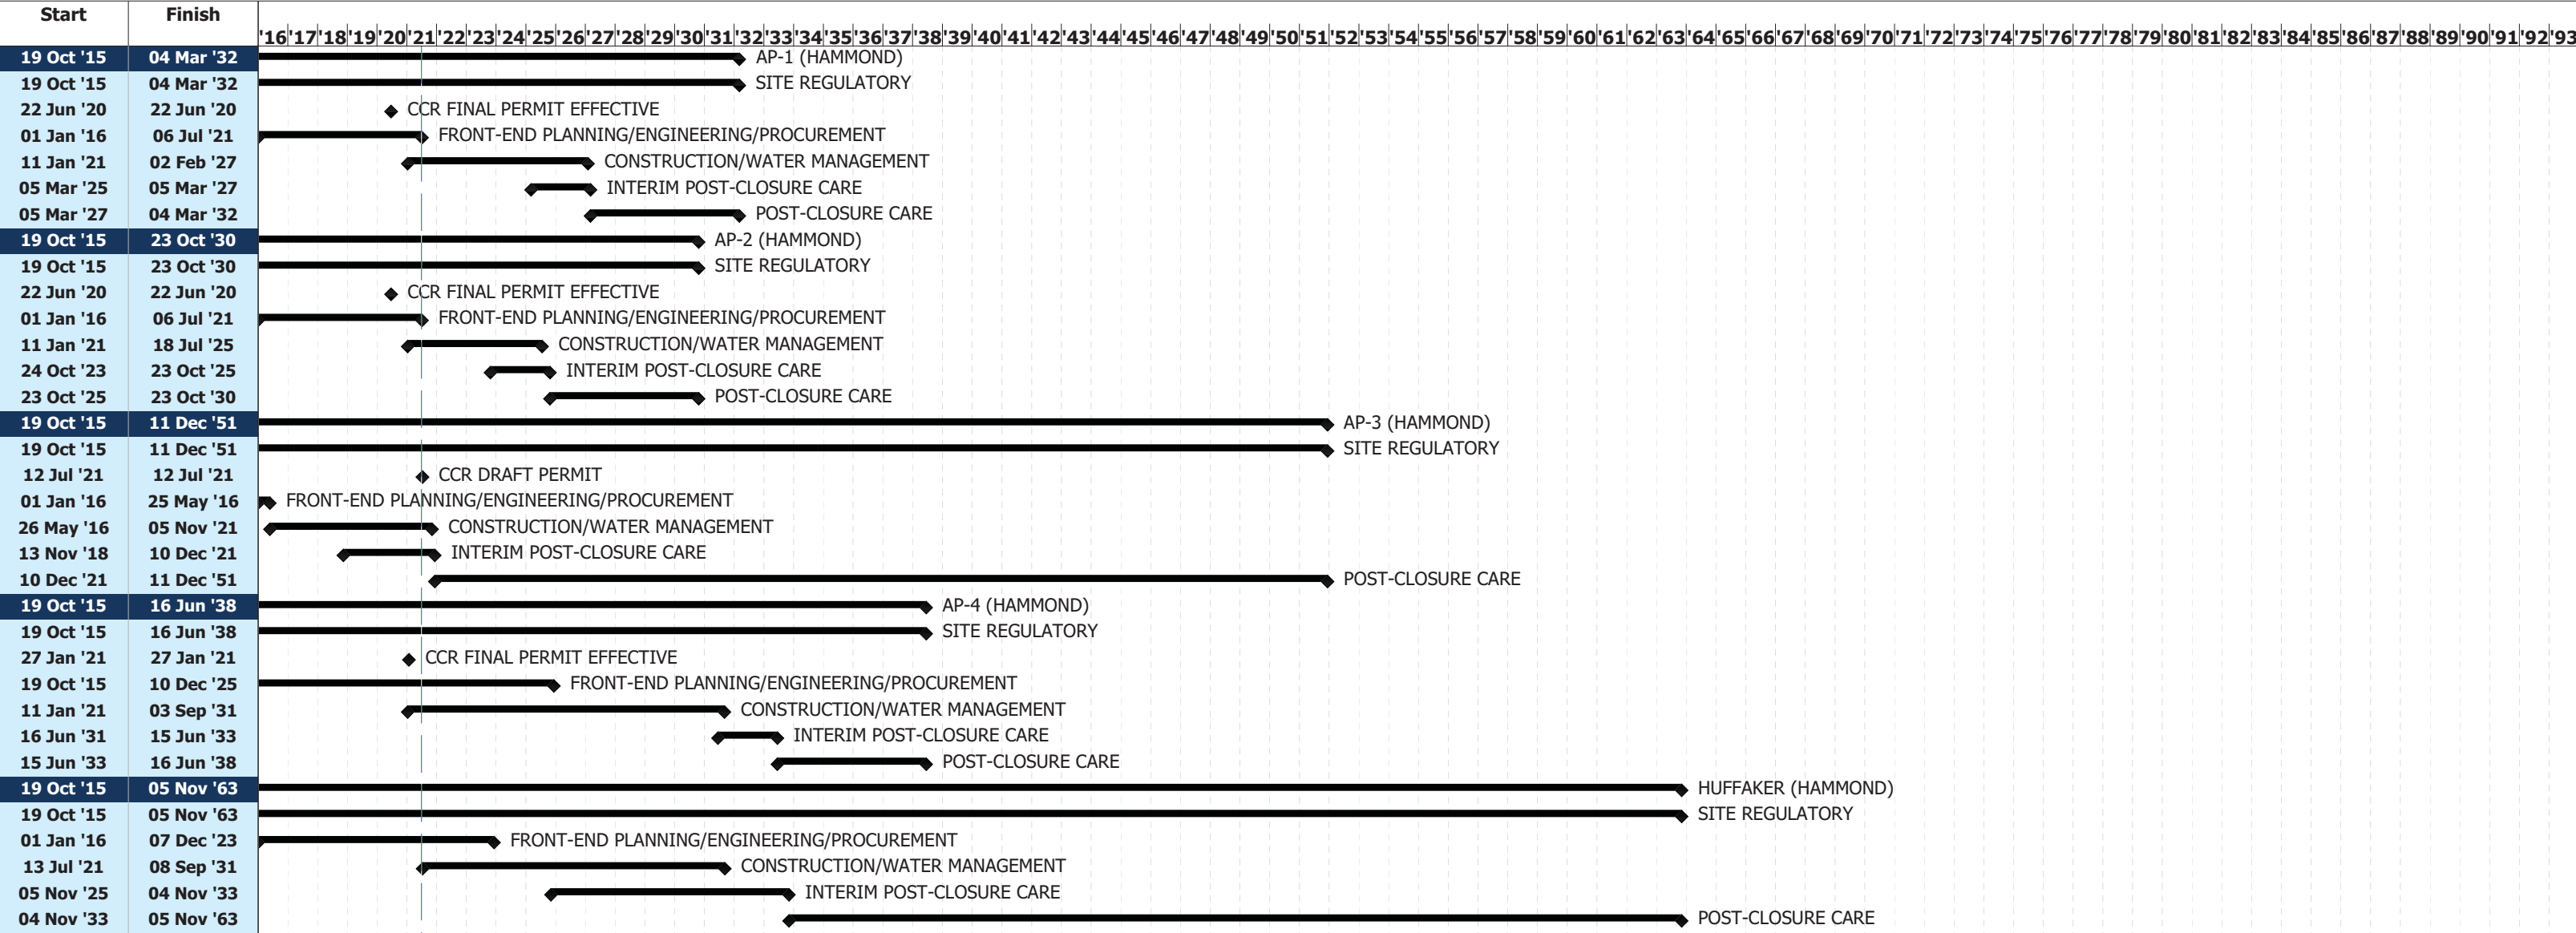 Start Finish
'16 '17 '18 '19 '20 '21 '22 '23 '24 '25 '26 '27 '28 '29 '30 '31 '32 '33 '34 '35 '36 '37 '38 '39 '40 '41 '42 '43 '44 '45 '46 '47 '48 '49 '50 '51 '52 '53 '54 '55 '56 '57 '58 '59 '60 '61 '62 '63 '64 '65 '66 '67 '68 '69 '70 '71 '72 '73 '74 '75 '76 '77 '78 '79 '80 '81 '82 '83 '84 '85 '86 '87 '88 '89 '90 '91 '92 '93
19 Oct '15 04 Mar '32 AP-1 (HAMMOND)
19 Oct '15 04 Mar '32 SITE REGULATORY
22 Jun '20 22 Jun '20 CCR FINAL PERMIT EFFECTIVE
01 Jan '16 06 Jul '21 FRONT-END PLANNING/ENGINEERING/PROCUREMENT
11 Jan '21 02 Feb '27 CONSTRUCTION/WATER MANAGEMENT
05 Mar '25 05 Mar '27 INTERIM POST-CLOSURE CARE
05 Mar '27 04 Mar '32 POST-CLOSURE CARE
19 Oct '15 23 Oct '30 AP-2 (HAMMOND)
19 Oct '15 23 Oct '30 SITE REGULATORY
22 Jun '20 22 Jun '20 CCR FINAL PERMIT EFFECTIVE
01 Jan '16 06 Jul '21 FRONT-END PLANNING/ENGINEERING/PROCUREMENT
11 Jan '21 18 Jul '25 CONSTRUCTION/WATER MANAGEMENT
24 Oct '23 23 Oct '25 INTERIM POST-CLOSURE CARE
23 Oct '25 23 Oct '30 POST-CLOSURE CARE
19 Oct '15 11 Dec '51 AP-3 (HAMMOND)
19 Oct '15 11 Dec '51 SITE REGULATORY
12 Jul '21 12 Jul '21 CCR DRAFT PERMIT
01 Jan '16 25 May '16 FRONT-END PLANNING/ENGINEERING/PROCUREMENT
26 May '16 05 Nov '21 CONSTRUCTION/WATER MANAGEMENT
13 Nov '18 10 Dec '21 INTERIM POST-CLOSURE CARE
10 Dec '21 11 Dec '51 POST-CLOSURE CARE
19 Oct '15 16 Jun '38 AP-4 (HAMMOND)
19 Oct '15 16 Jun '38 SITE REGULATORY
27 Jan '21 27 Jan '21 CCR FINAL PERMIT EFFECTIVE
19 Oct '15 10 Dec '25 FRONT-END PLANNING/ENGINEERING/PROCUREMENT
11 Jan '21 03 Sep '31 CONSTRUCTION/WATER MANAGEMENT
16 Jun '31 15 Jun '33 INTERIM POST-CLOSURE CARE
15 Jun '33 16 Jun '38 POST-CLOSURE CARE
19 Oct '15 05 Nov '63 HUFFAKER (HAMMOND)
19 Oct '15 05 Nov '63 SITE REGULATORY
01 Jan '16 07 Dec '23 FRONT-END PLANNING/ENGINEERING/PROCUREMENT
13 Jul '21 08 Sep '31 CONSTRUCTION/WATER MANAGEMENT
05 Nov '25 04 Nov '33 INTERIM POST-CLOSURE CARE
04 Nov '33 05 Nov '63 POST-CLOSURE CARE